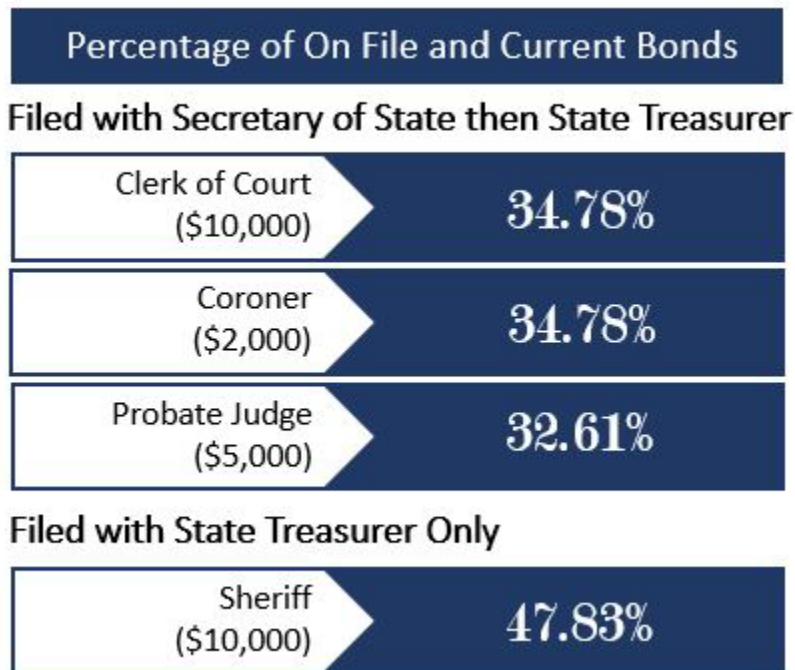 Percentage of On File and Current Bonds
Filed with Secretary of State then State Treasurer
Clerk of Court
($10,000)
34.78%
Coroner
($2,000)
34.78%
Probate Judge
($5,000)
32.61%
Filed with State Treasurer Only
Sheriff
($10,000)
47.83%